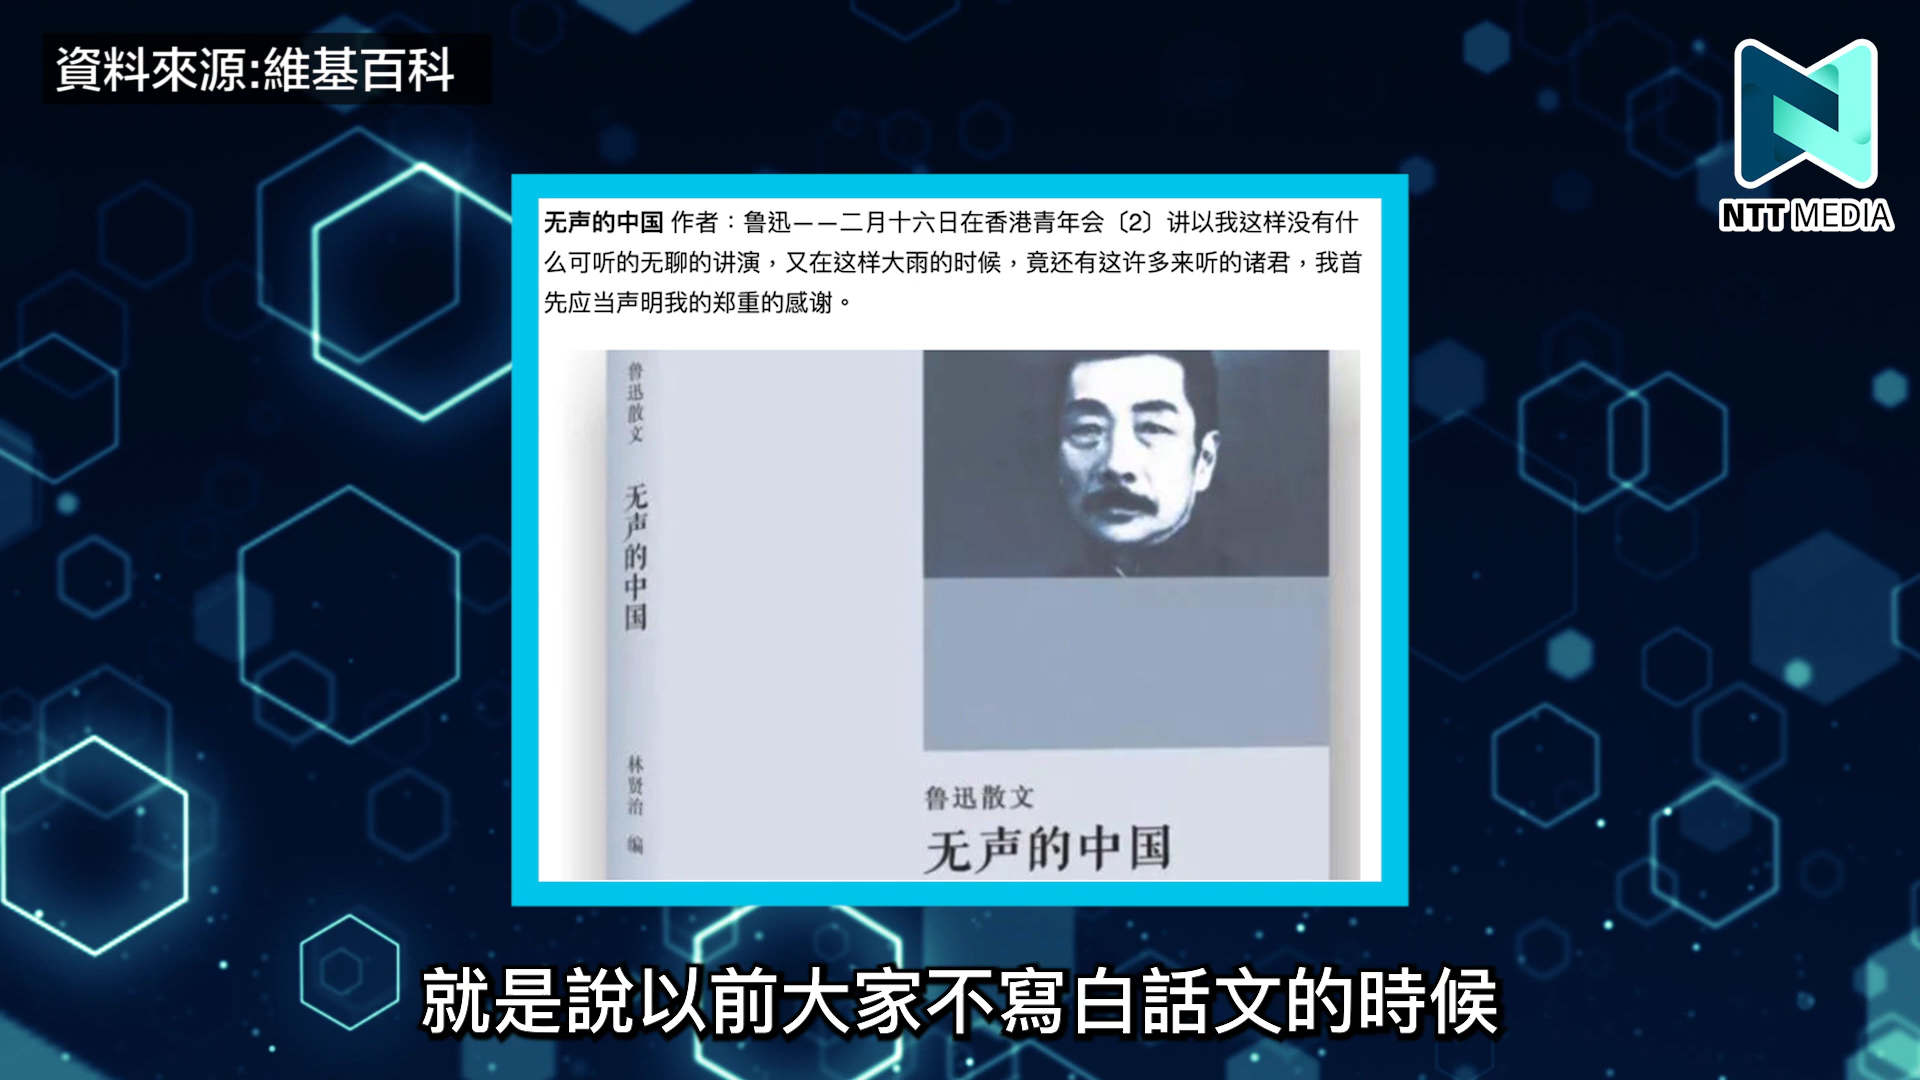 資料來源:維基百科
NTT MEDIA
无声的中国 作者：鲁迅——二月十六日在香港青年会〔2〕讲以我这样没有什
么可听的无聊的讲演，又在这样大雨的时候，竟还有这许多来听的诸君，我首
先应当声明我的郑重的感谢。
鲁迅散文
无声的中国
林贤治 编
鲁迅散文
无声的中国
就是說以前大家不寫白話文的時候